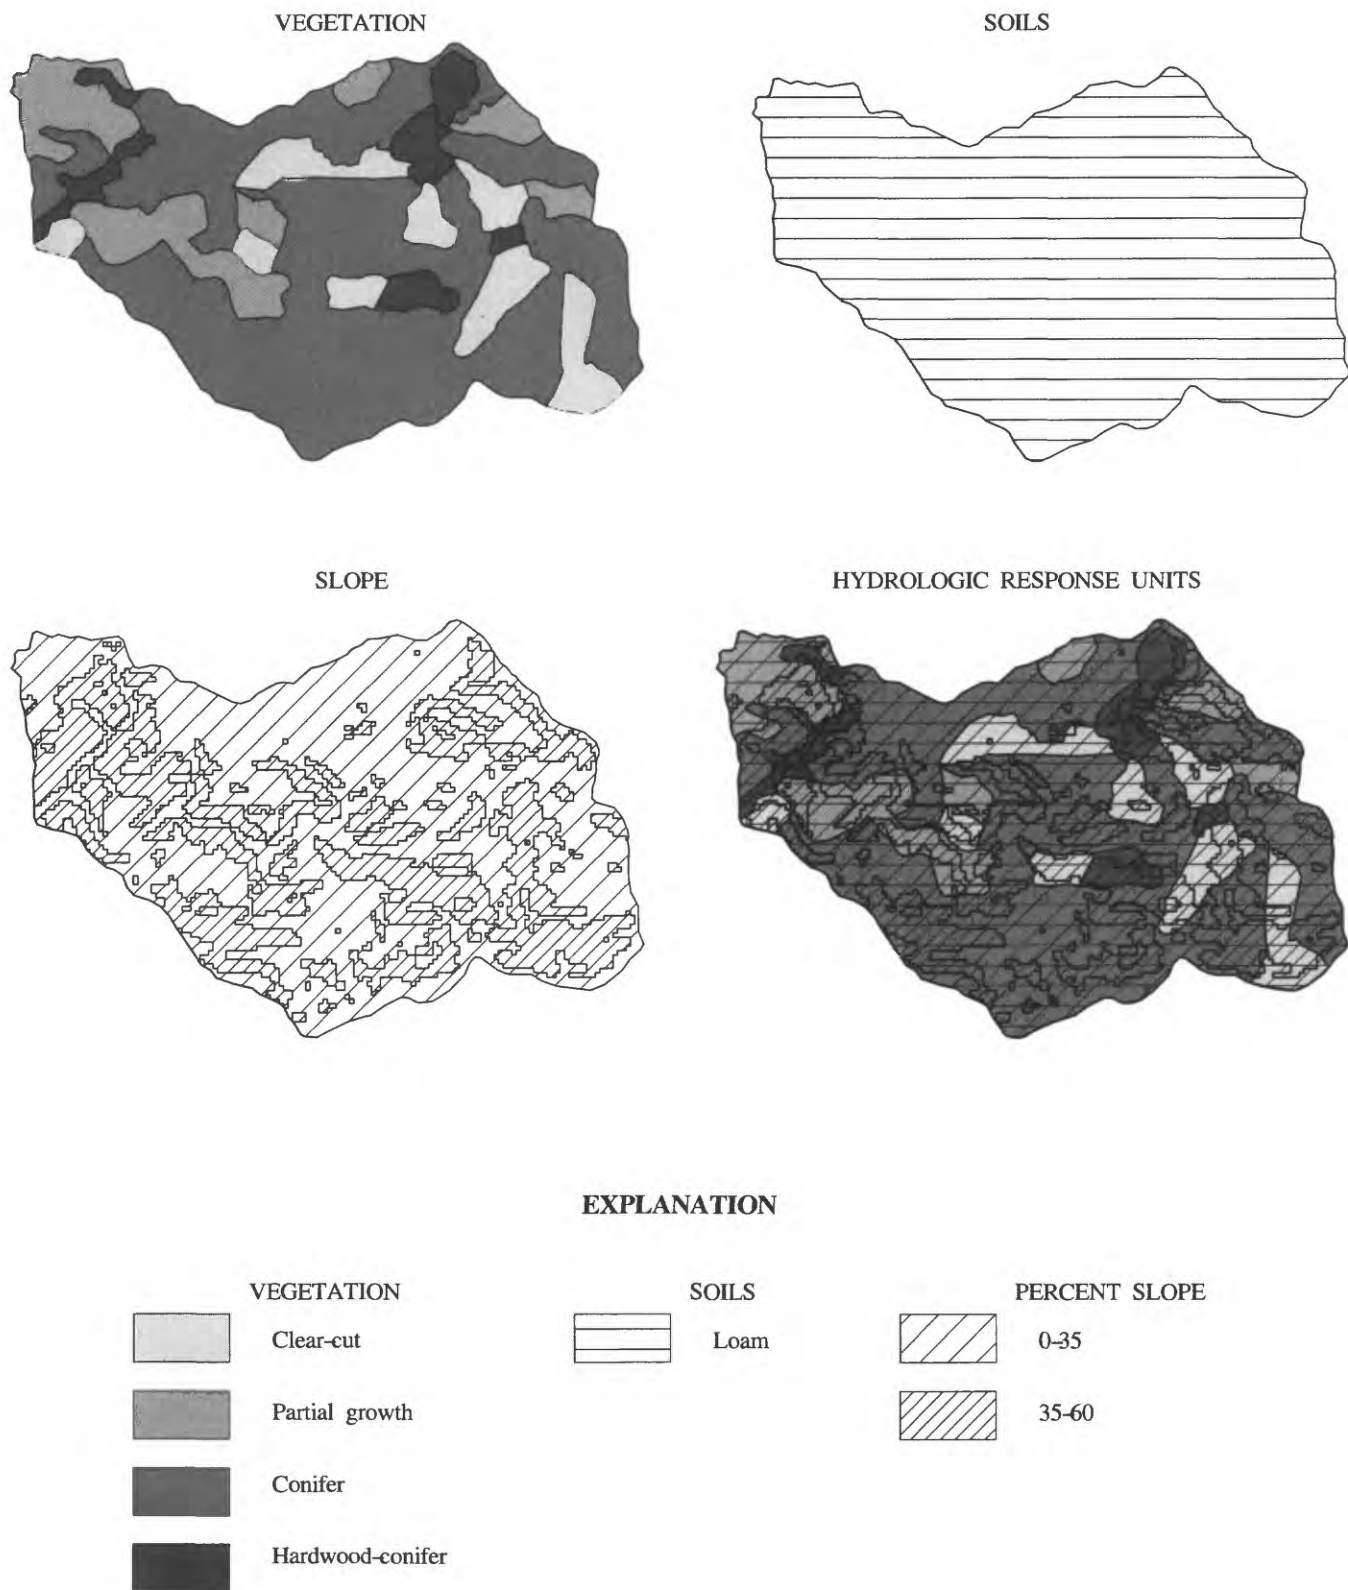 VEGETATION
SOILS
SLOPE
HYDROLOGIC RESPONSE UNITS
EXPLANATION
VEGETATION
Clear-cut
Partial growth
Conifer
Hardwood-conifer
SOILS
Loam
PERCENT SLOPE
0-35
35-60